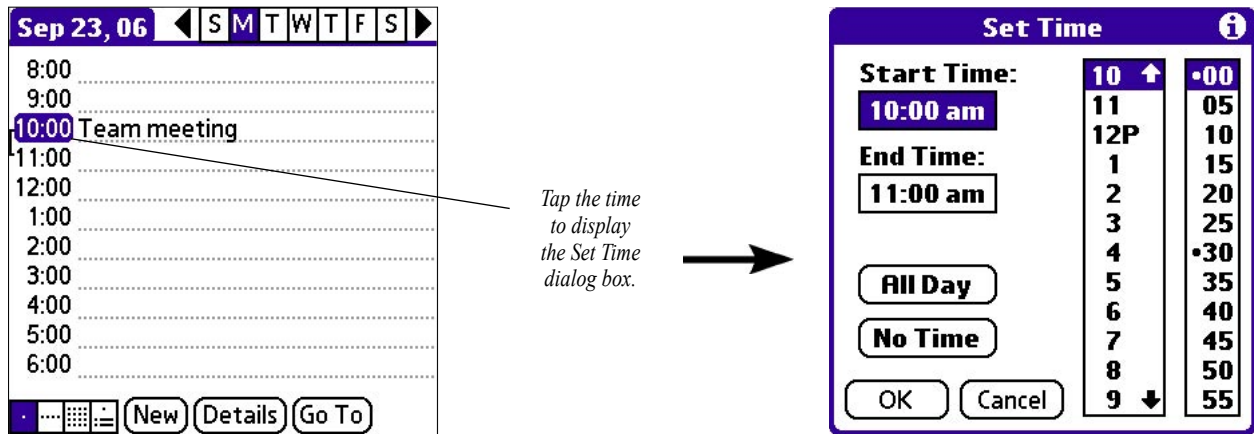 Sep 23, 06 S M T W T F S
8:00
9:00
10:00 Team meeting
11:00
12:00
1:00
2:00
3:00
4:00
5:00
6:00
New Details Go To
Tap the time
to display
the Set Time
dialog box.
Set Time
Start Time:
10:00 am
End Time:
11:00 am
All Day
No Time
OK Cancel
10
11
12P
1
2
3
4
5
6
7
8
9
•00
05
10
15
20
25
•30
35
40
45
50
55